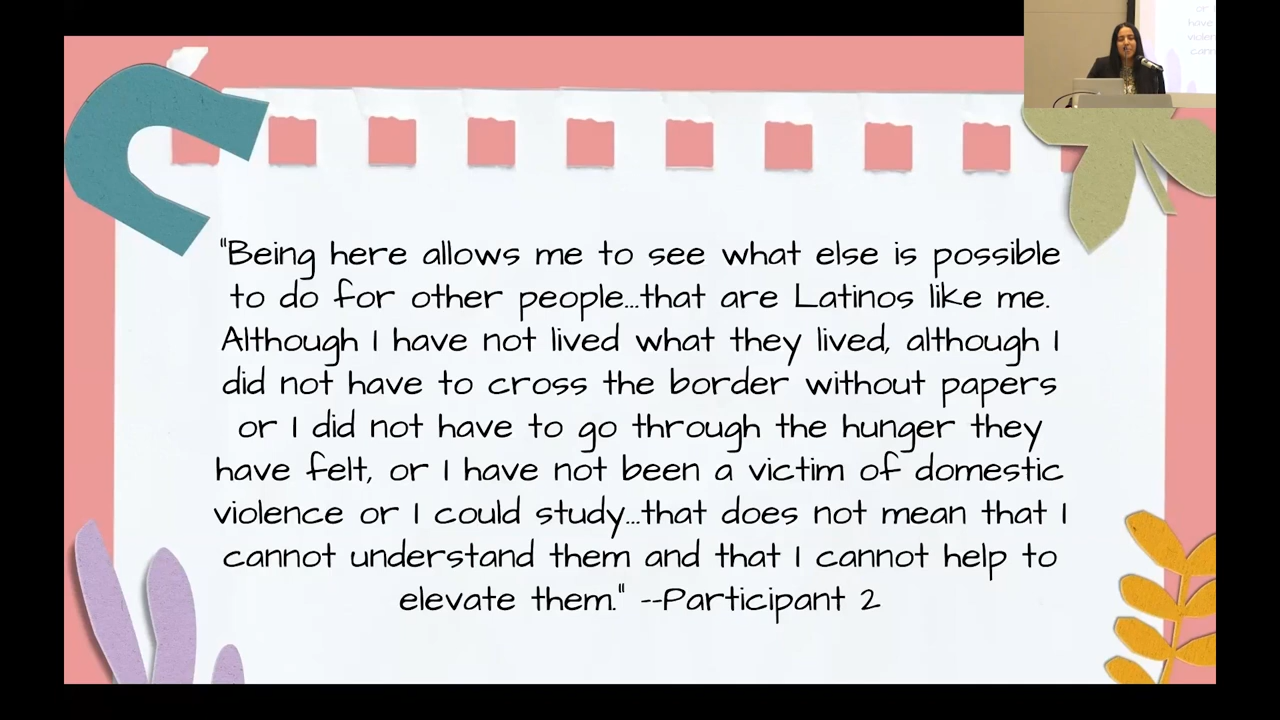 "Being here allows me to see what else is possible
to do for other people...that are Latinos like me.
Although I have not lived what they lived, although I
did not have to cross the border without papers
or I did not have to go through the hunger they
have felt, or I have not been a victim of domestic
violence or I could study...that does not mean that I
cannot understand them and that I cannot help to
elevate them." --Participant 2